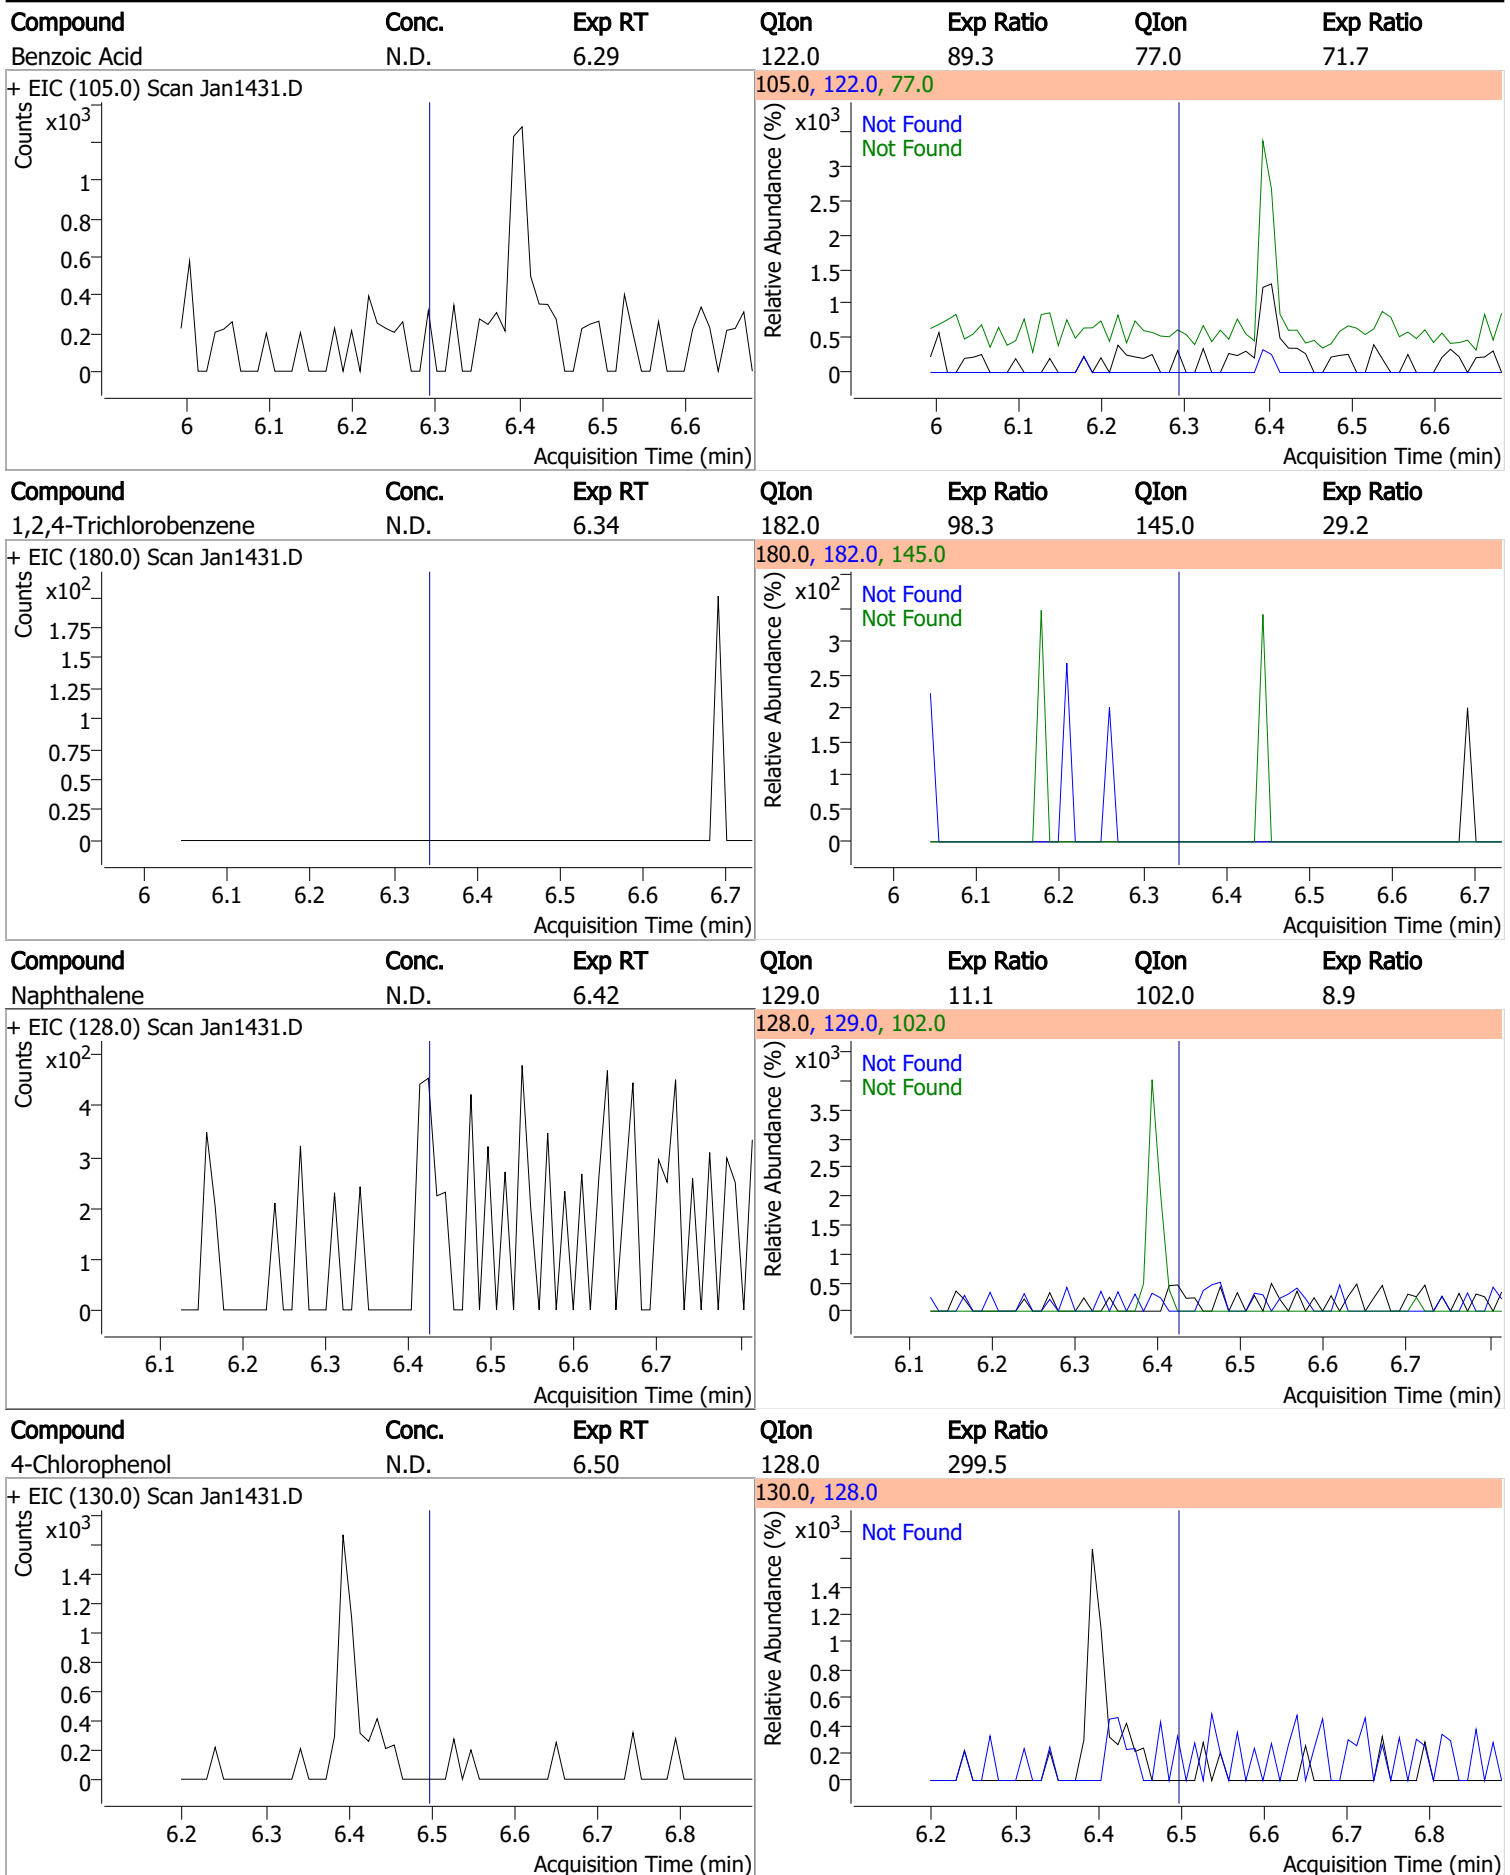 Compound Conc. Exp RT QIon Exp Ratio QIon Exp Ratio
Benzoic Acid N.D. 6.29 122.0 89.3 77.0 71.7
+ EIC (105.0) Scan Jan1431.D
Counts
x10³
1
0.8
0.6
0.4
0.2
0
6 6.1 6.2 6.3 6.4 6.5 6.6
Acquisition Time (min)
105.0, 122.0, 77.0
Relative Abundance (%)
x10³
Not Found
Not Found
3
2.5
2
1.5
1
0.5
0
6 6.1 6.2 6.3 6.4 6.5 6.6
Acquisition Time (min)
Compound Conc. Exp RT QIon Exp Ratio QIon Exp Ratio
1,2,4-Trichlorobenzene N.D. 6.34 182.0 98.3 145.0 29.2
+ EIC (180.0) Scan Jan1431.D
Counts
x10²
1.75
1.5
1.25
1
0.75
0.5
0.25
0
6 6.1 6.2 6.3 6.4 6.5 6.6 6.7
Acquisition Time (min)
180.0, 182.0, 145.0
Relative Abundance (%)
x10²
Not Found
Not Found
3
2.5
2
1.5
1
0.5
0
6 6.1 6.2 6.3 6.4 6.5 6.6 6.7
Acquisition Time (min)
Compound Conc. Exp RT QIon Exp Ratio QIon Exp Ratio
Naphthalene N.D. 6.42 129.0 11.1 102.0 8.9
+ EIC (128.0) Scan Jan1431.D
Counts
x10²
4
3
2
1
0
6.1 6.2 6.3 6.4 6.5 6.6 6.7
Acquisition Time (min)
128.0, 129.0, 102.0
Relative Abundance (%)
x10³
Not Found
Not Found
3.5
3
2.5
2
1.5
1
0.5
0
6.1 6.2 6.3 6.4 6.5 6.6 6.7
Acquisition Time (min)
Compound Conc. Exp RT QIon Exp Ratio
4-Chlorophenol N.D. 6.50 128.0 299.5
+ EIC (130.0) Scan Jan1431.D
Counts
x10³
1.4
1.2
1
0.8
0.6
0.4
0.2
0
6.2 6.3 6.4 6.5 6.6 6.7 6.8
Acquisition Time (min)
130.0, 128.0
Relative Abundance (%)
x10³
Not Found
1.4
1.2
1
0.8
0.6
0.4
0.2
0
6.2 6.3 6.4 6.5 6.6 6.7 6.8
Acquisition Time (min)